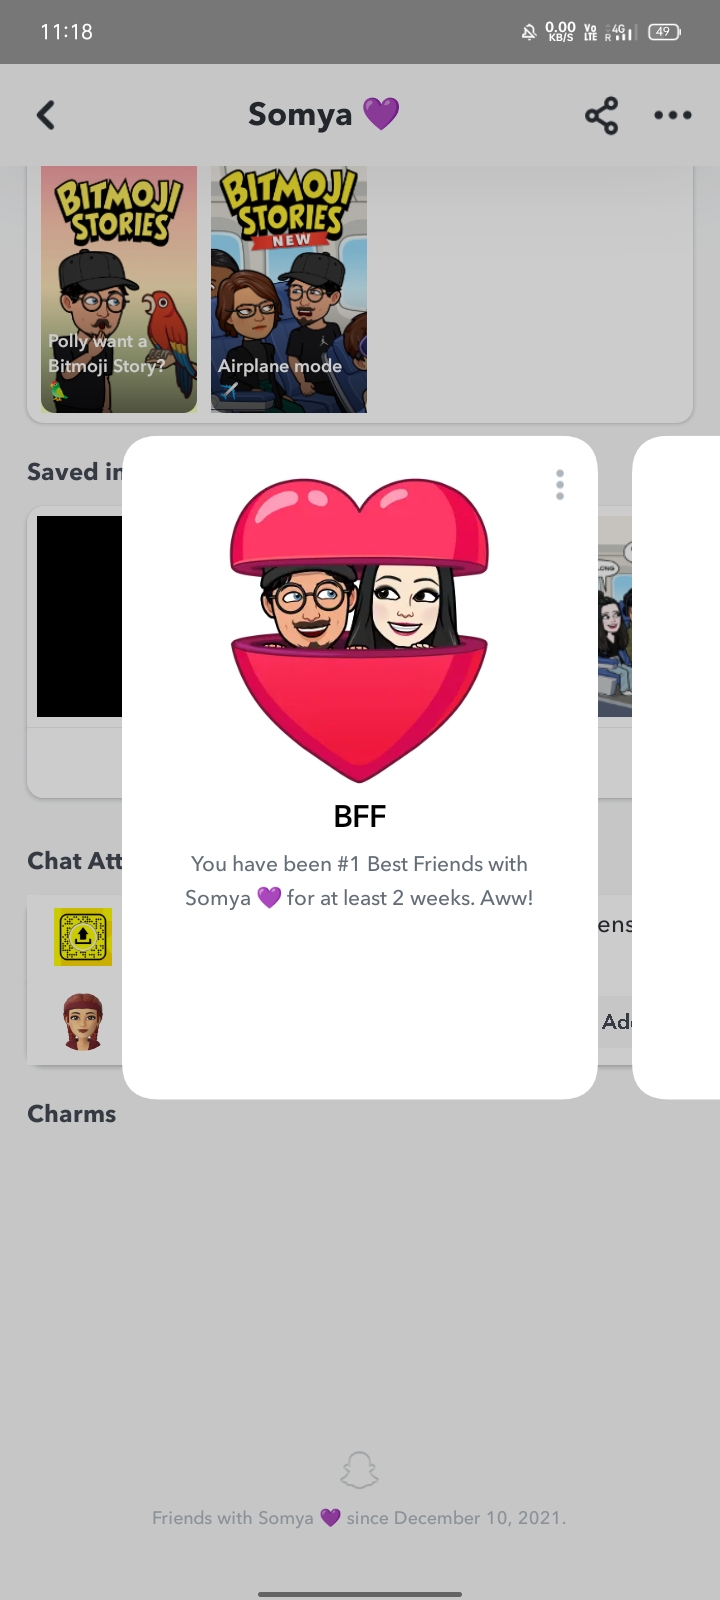 11:18
0.00
KB/S
Vo
LTE
4G
R
49
Somya 💜
BITMOJI
STORIES
Polly want a
Bitmoji Story?
🦜
BITMOJI
STORIES
NEW
Airplane mode
✈️
Saved in
BFF
You have been #1 Best Friends with
Somya 💜 for at least 2 weeks. Aww!
Chat Att
ens
Ad
Charms
Friends with Somya 💜 since December 10, 2021.